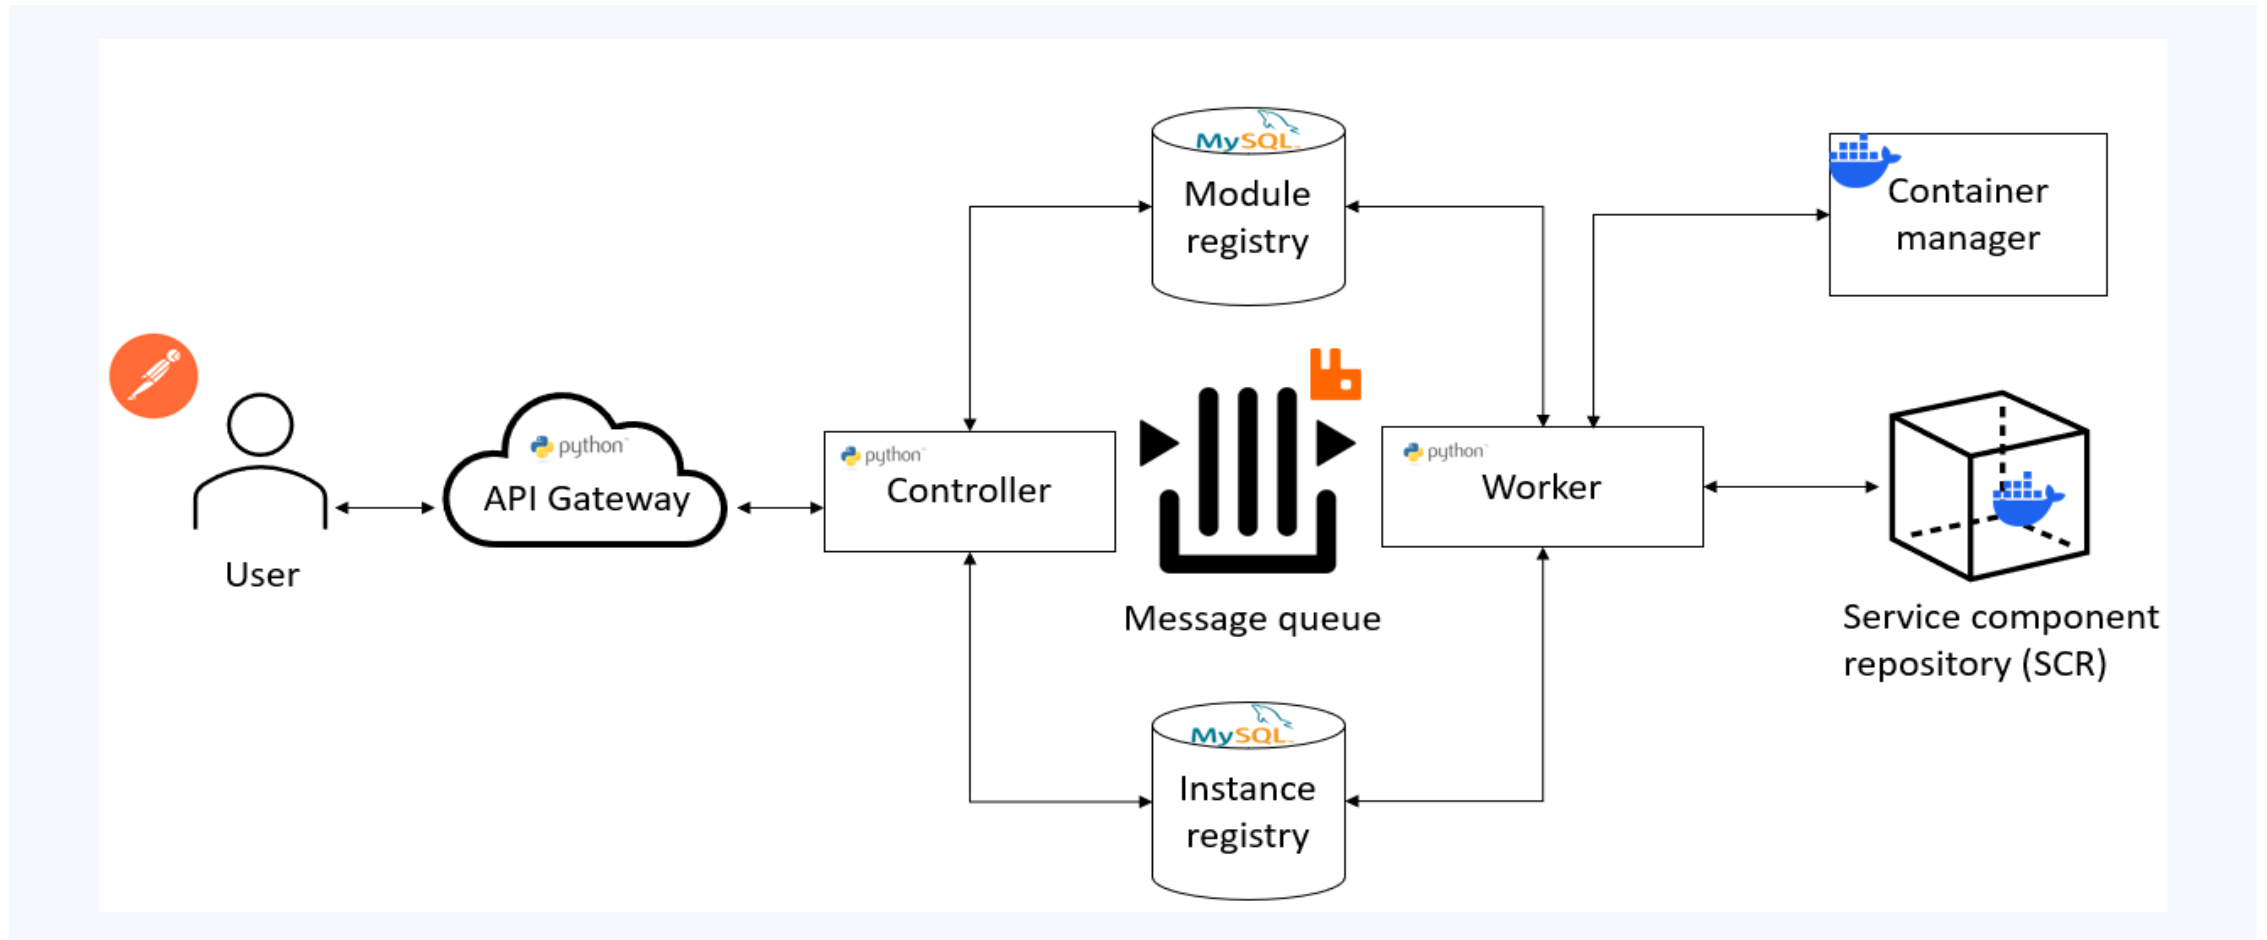 User
python
API Gateway
python
Controller
MySQL
Module
registry
Message queue
MySQL
Instance
registry
python
Worker
Container
manager
Service component
repository (SCR)